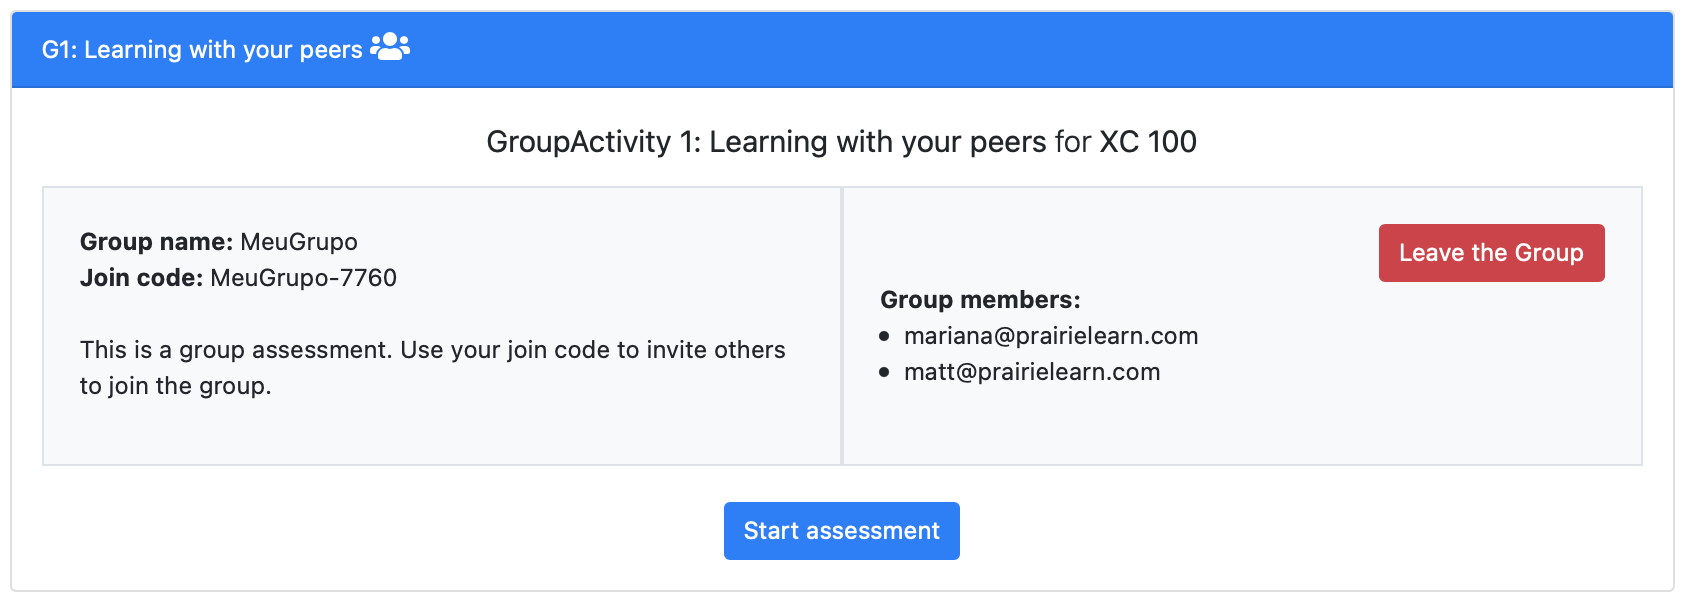 G1: Learning with your peers
GroupActivity 1: Learning with your peers for XC 100
Group name: MeuGrupo
Join code: MeuGrupo-7760
This is a group assessment. Use your join code to invite others
to join the group.
Leave the Group
Group members:
mariana@prairielearn.com
matt@prairielearn.com
Start assessment